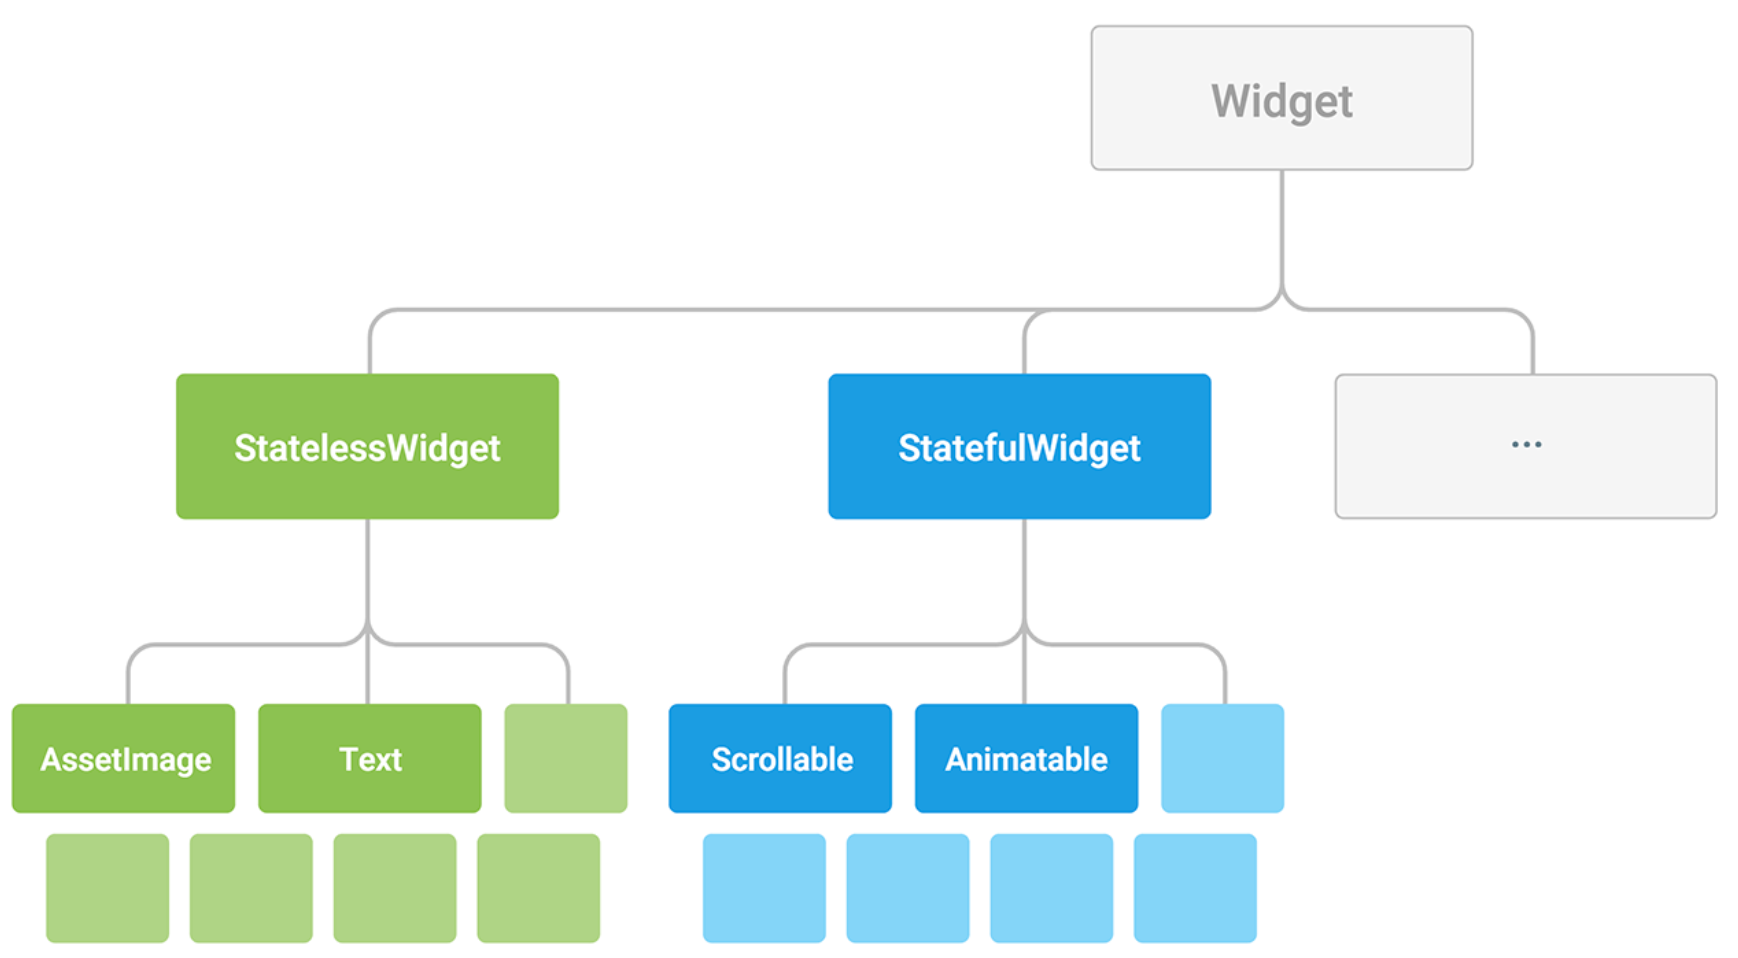 Widget
StatelessWidget
StatefulWidget
...
AssetImage
Text
Scrollable
Animatable